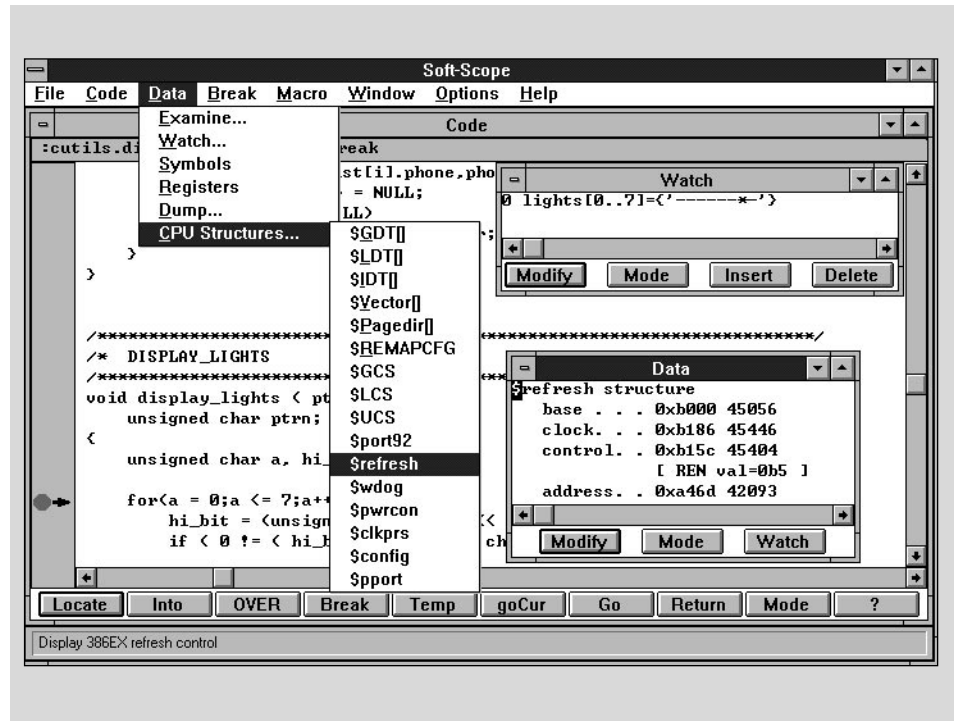 Soft-Scope
File Code Data Break Macro Window Options Help
Code
:cutils.di
reak
Examine...
Watch...
Symbols
Registers
Dump...
CPU Structures...
$GDT[]
$LDT[]
$IDT[]
$Vector[]
$Pagedir[]
$REMAPCFG
$GCS
$LCS
$UCS
$port92
$refresh
$wdog
$pwrcon
$clkprs
$config
$pport
st[i].phone,pho
= NULL;
LL)
;
}
}
/*******************************************************/
/* DISPLAY_LIGHTS
/*******************************************************
void display_lights ( pt
unsigned char ptrn;
{
unsigned char a, hi_
for(a = 0;a <= 7;a++
hi_bit = (unsign <<
if ( 0 != ( hi_b ch
Watch
0 lights[0..7]={'------*-'}
Modify Mode Insert Delete
Data
$refresh structure
base . . . 0xb000 45056
clock. . . 0xb186 45446
control. . 0xb15c 45404
[ REN val=0b5 ]
address. . 0xa46d 42093
Modify Mode Watch
Locate Into OVER Break Temp goCur Go Return Mode ?
Display 386EX refresh control